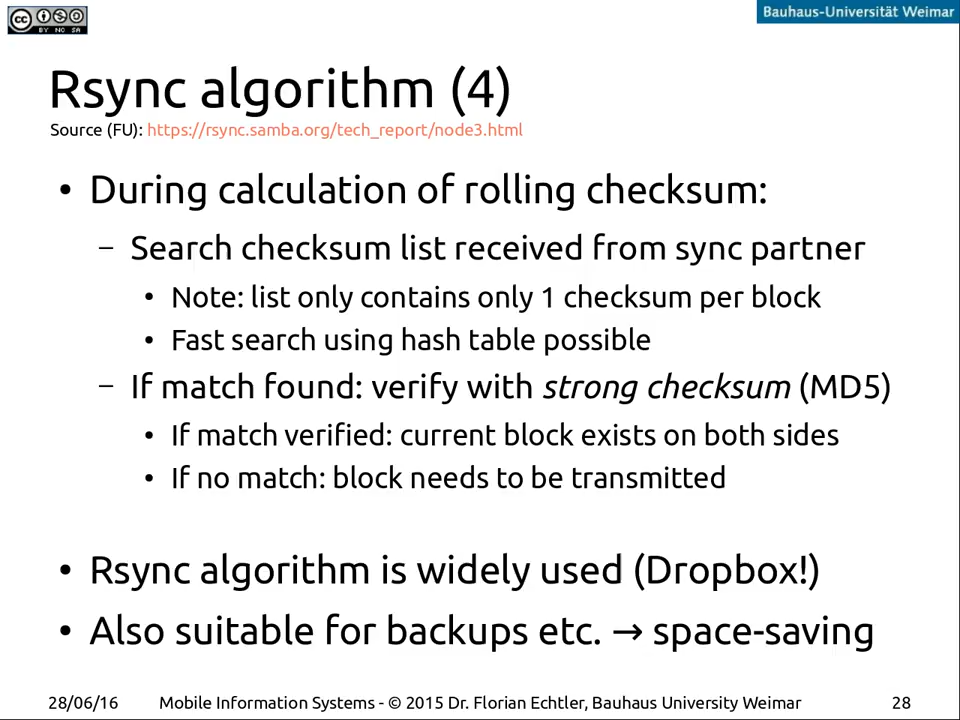 cc BY NC SA
Bauhaus-Universität Weimar
Rsync algorithm (4)
Source (FU): https://rsync.samba.org/tech_report/node3.html
• During calculation of rolling checksum:
– Search checksum list received from sync partner
• Note: list only contains only 1 checksum per block
• Fast search using hash table possible
– If match found: verify with strong checksum (MD5)
• If match verified: current block exists on both sides
• If no match: block needs to be transmitted
• Rsync algorithm is widely used (Dropbox!)
• Also suitable for backups etc. → space-saving
28/06/16 Mobile Information Systems - © 2015 Dr. Florian Echtler, Bauhaus University Weimar 28